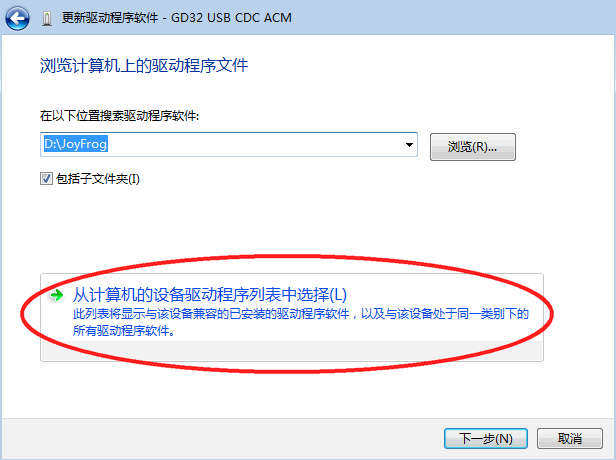 更新驱动程序软件 - GD32 USB CDC ACM
浏览计算机上的驱动程序文件
在以下位置搜索驱动程序软件:
D:\JoyFrog
浏览(R)...
包括子文件夹(I)
从计算机的设备驱动程序列表中选择(L)
此列表将显示与该设备兼容的已安装的驱动程序软件，以及与该设备处于同一类别下的
所有驱动程序软件。
下一步(N)
取消